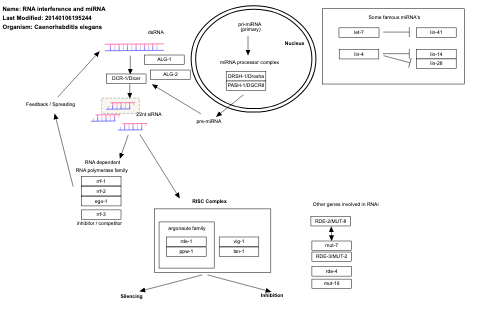 Name: RNA interference and miRNA
Last Modified: 20140106195244
Organism: Caenorhabditis elegans
dsRNA
ALG-1
ALG-2
DCR-1/Dicer
22nt siRNA
Feedback / Spreading
pri-miRNA
(primary)
Nucleus
miRNA processer complex
DRSH-1/Drosha
PASH-1/DGCR8
pre-miRNA
Some famous miRNA's
let-7
lin-41
lin-4
lin-14
lin-28
RNA dependent
RNA polymerase family
rrf-1
rrf-2
ego-1
rrf-3
inhibitor / competitor
RISC Complex
argonaute family
rde-1
ppw-1
vig-1
tsn-1
Silencing
Inhibition
Other genes involved in RNAi
RDE-2/MUT-8
mut-7
RDE-3/MUT-2
rde-4
mut-16